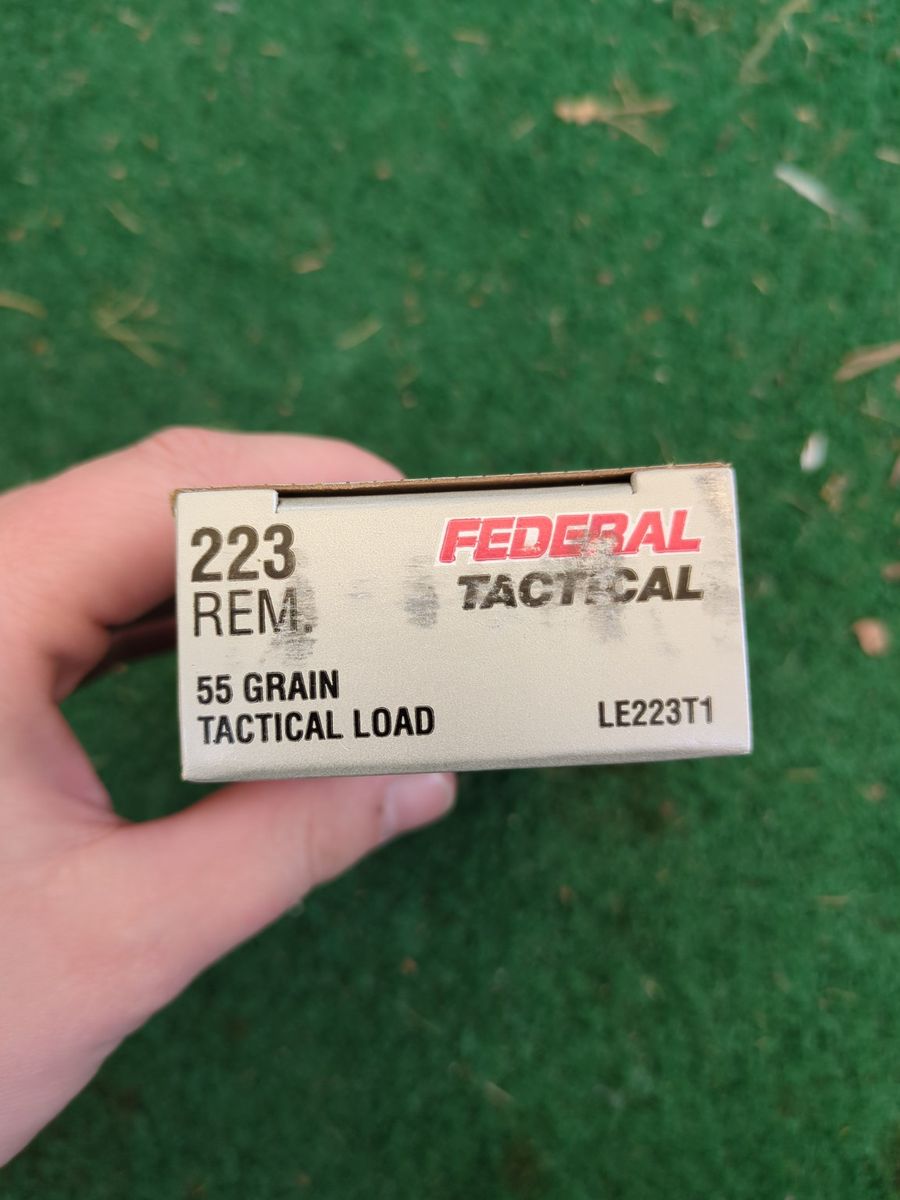 223
REM.
FEDERAL
TACTICAL
55 GRAIN
TACTICAL LOAD
LE223T1